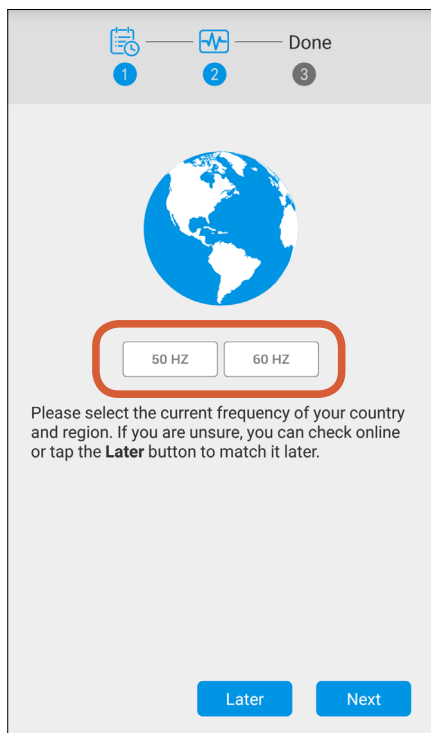 Done
1
2
3
50 HZ
60 HZ
Please select the current frequency of your country
and region. If you are unsure, you can check online
or tap the Later button to match it later.
Later
Next